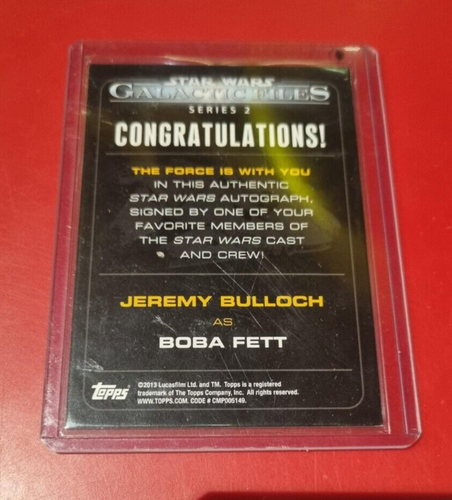 STAR WARS
GALACTIC FILES
SERIES 2
CONGRATULATIONS!
THE FORCE IS WITH YOU
IN THIS AUTHENTIC
STAR WARS AUTOGRAPH,
SIGNED BY ONE OF YOUR
FAVORITE MEMBERS OF
THE STAR WARS CAST
AND CREW!
JEREMY BULLOCH
AS
BOBA FETT
Topps
©2013 Lucasfilm Ltd. and TM. Topps is a registered
trademark of The Topps Company, Inc. All rights reserved.
WWW.TOPPS.COM. CODE # CMP005149.